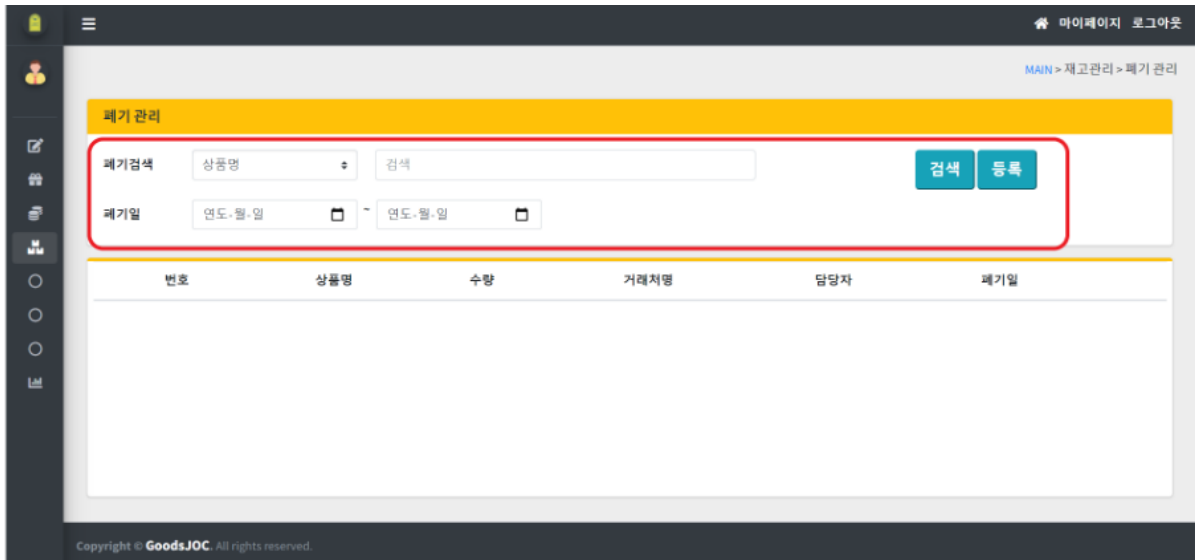 마이페이지 로그아웃
MAIN > 재고관리 > 폐기 관리
폐기 관리
폐기검색 상품명 검색 검색 등록
폐기일 연도-월-일 ~ 연도-월-일
번호 상품명 수량 거래처명 담당자 폐기일
Copyright © GoodsJOC. All rights reserved.